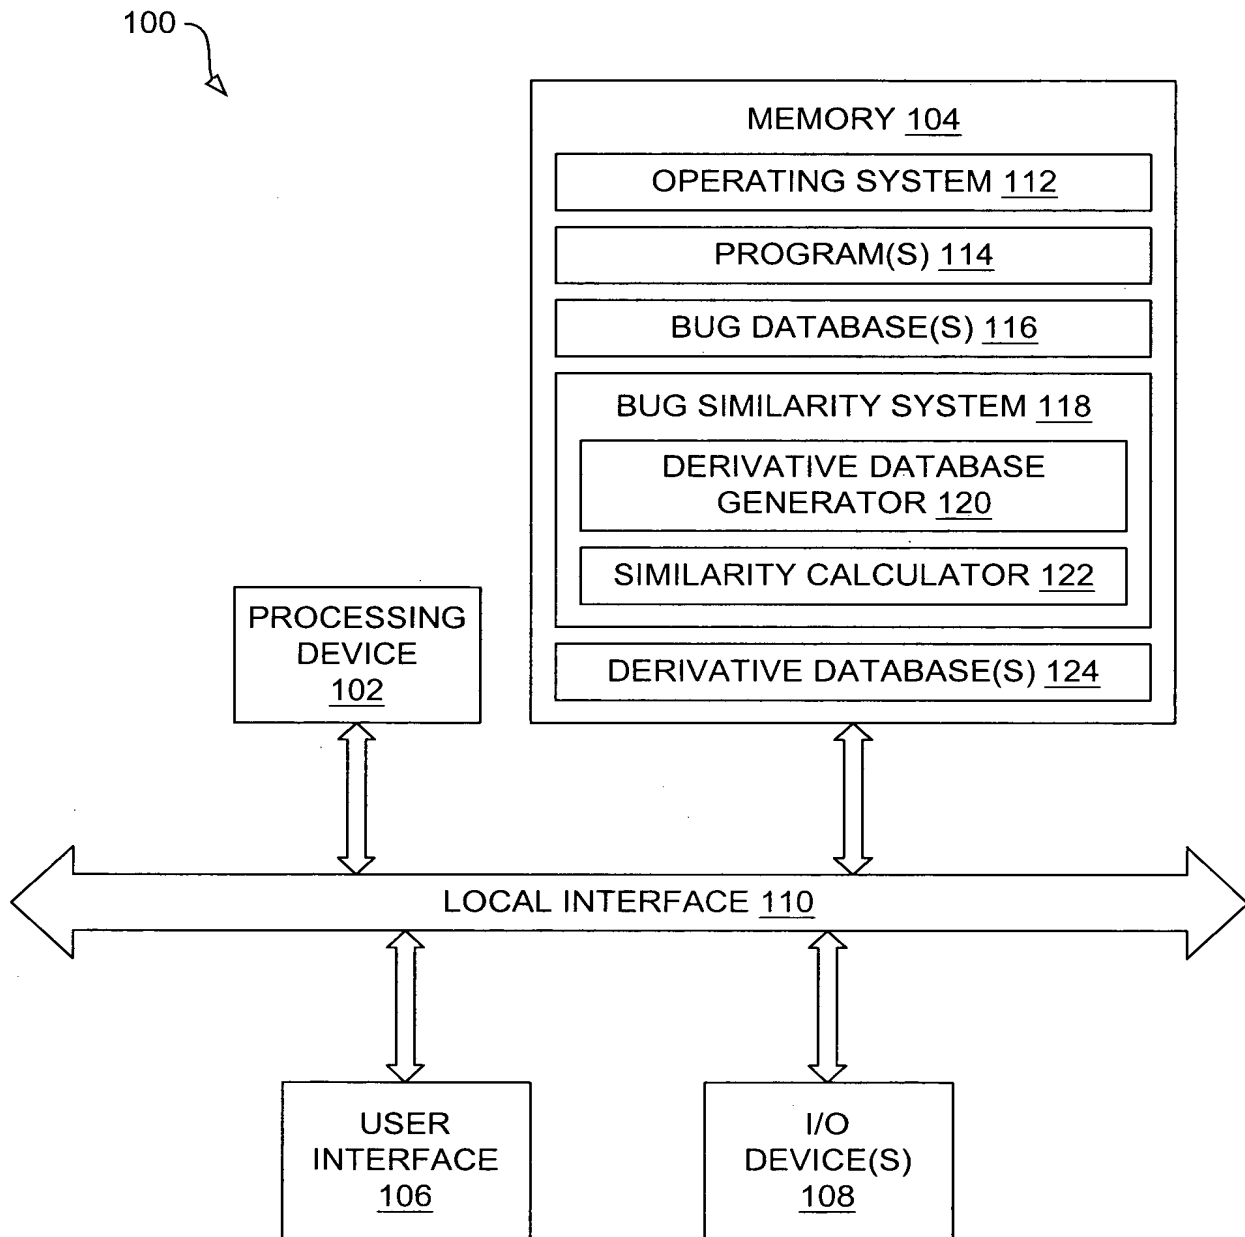 100
MEMORY 104
OPERATING SYSTEM 112
PROGRAM(S) 114
BUG DATABASE(S) 116
BUG SIMILARITY SYSTEM 118
DERIVATIVE DATABASE
GENERATOR 120
SIMILARITY CALCULATOR 122
DERIVATIVE DATABASE(S) 124
PROCESSING
DEVICE
102
LOCAL INTERFACE 110
USER
INTERFACE
106
I/O
DEVICE(S)
108